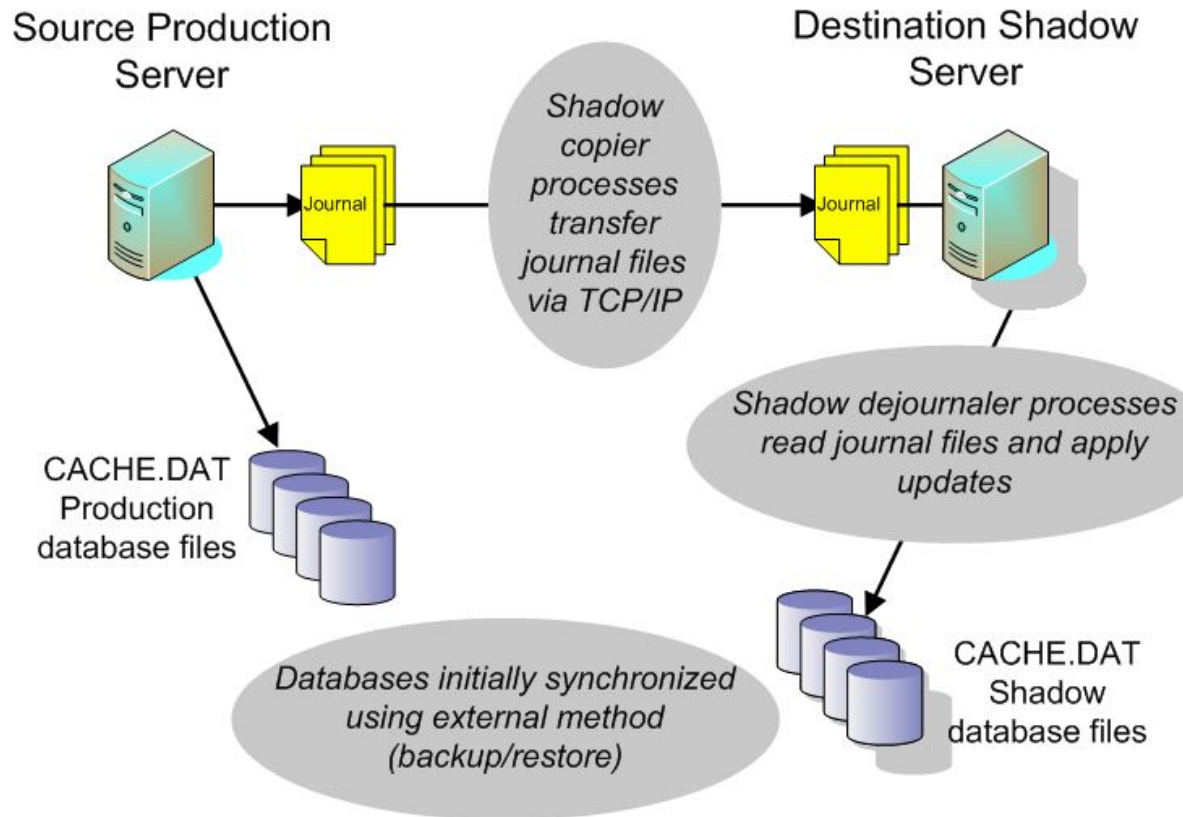 Source Production
Server
Destination Shadow
Server
Shadow
copier
processes
transfer
journal files
via TCP/IP
Journal
Journal
Shadow dejournaler processes
read journal files and apply
updates
CACHE.DAT
Production
database files
Databases initially synchronized
using external method
(backup/restore)
CACHE.DAT
Shadow
database files